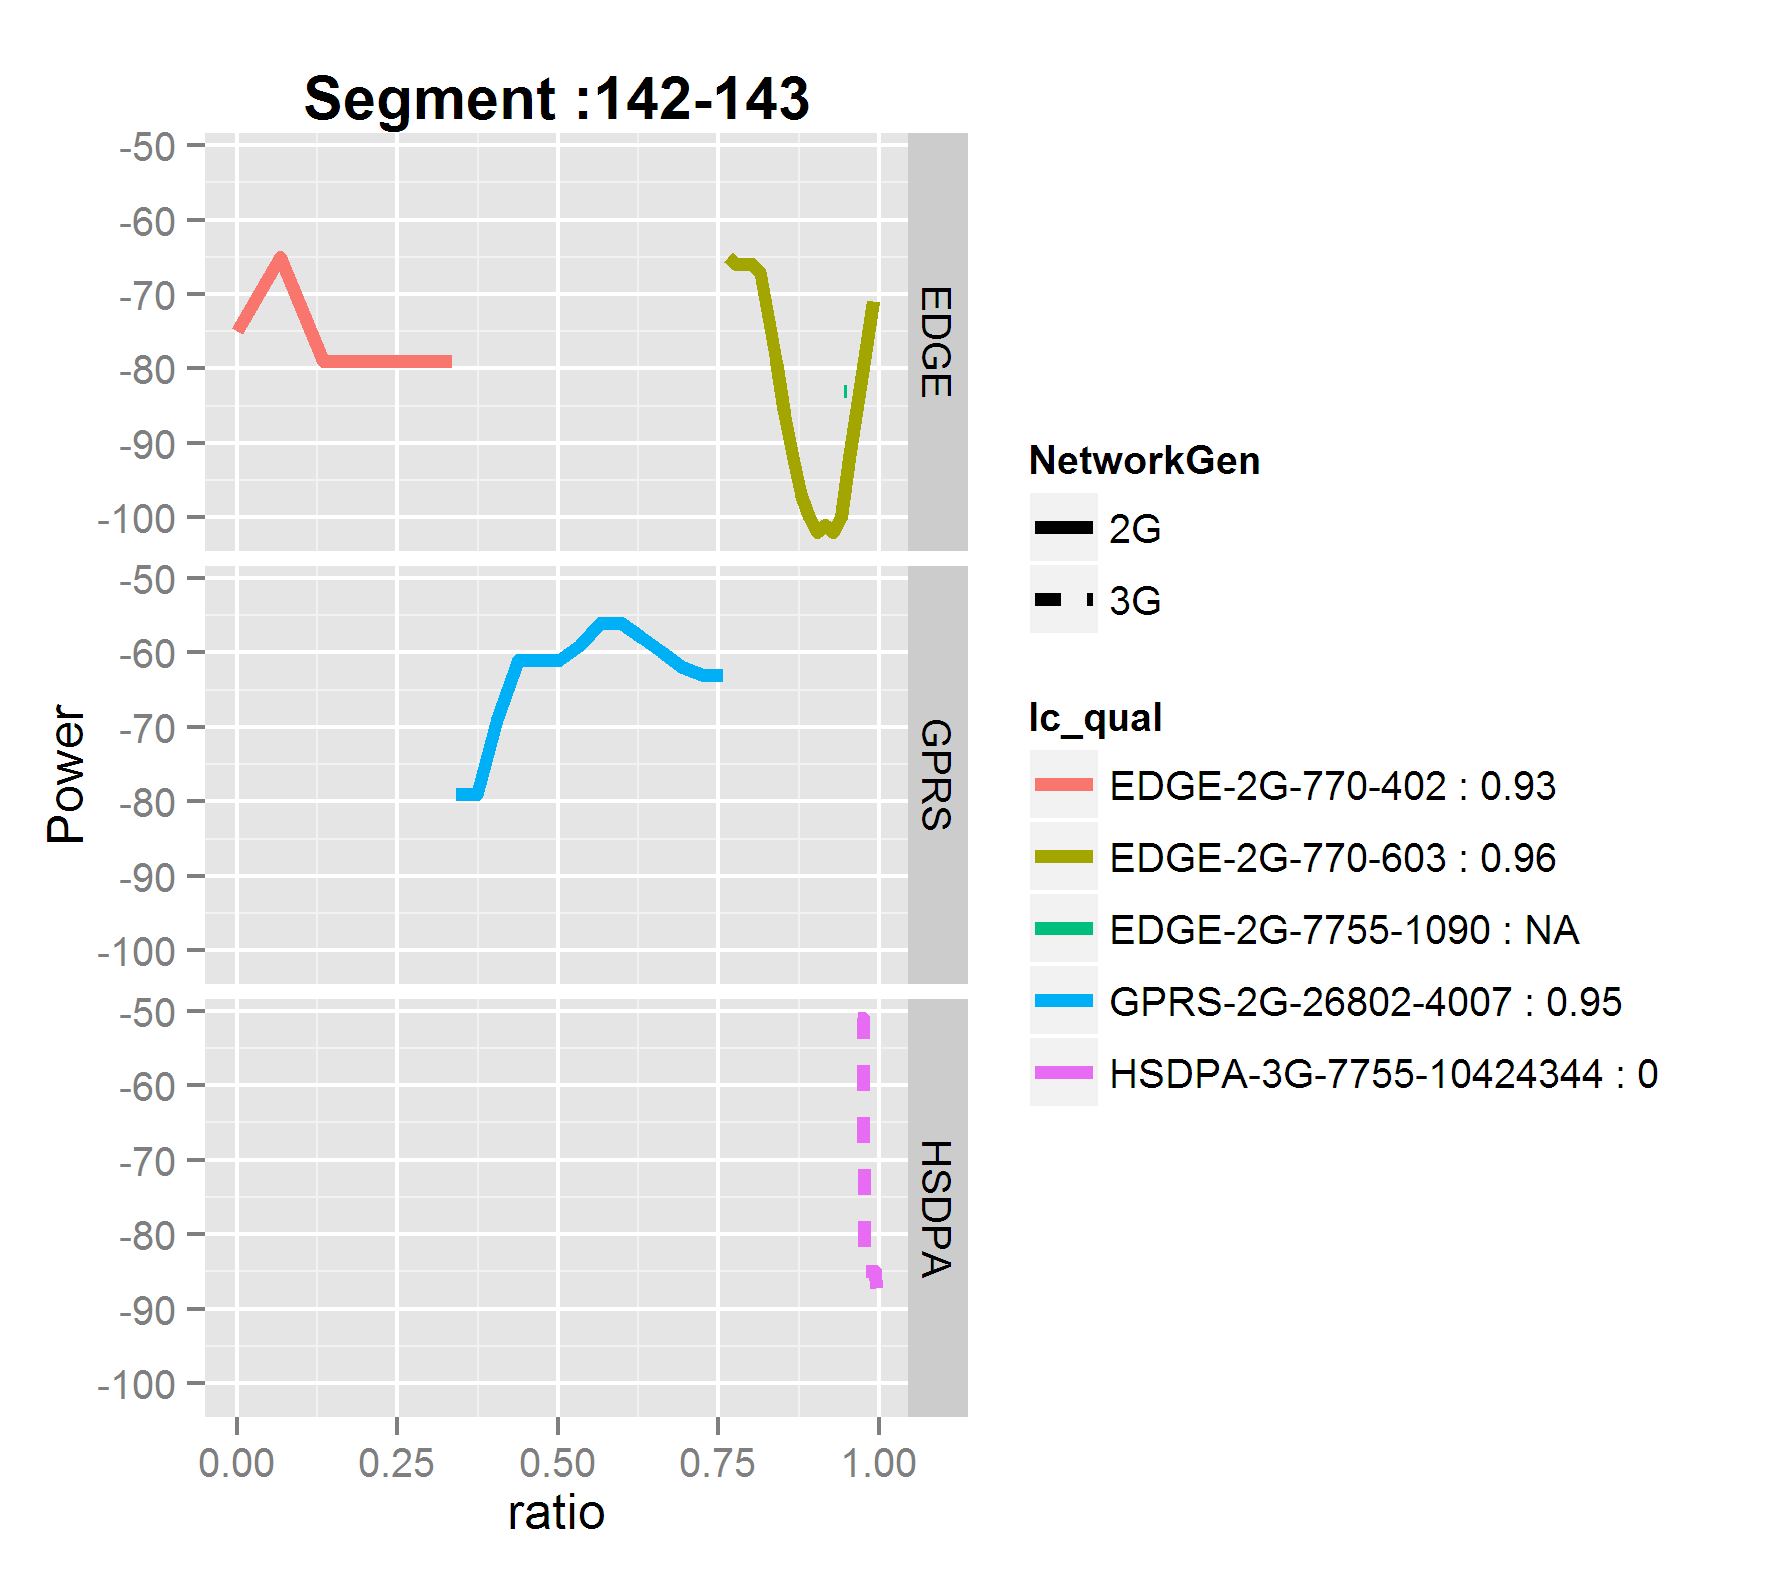 Segment :142-143
-50
-60
-70
-80
-90
-100
EDGE
-50
-60
-70
-80
-90
-100
GPRS
-50
-60
-70
-80
-90
-100
HSDPA
Power
0.00 0.25 0.50 0.75 1.00
ratio
NetworkGen
2G
3G
lc_qual
EDGE-2G-770-402 : 0.93
EDGE-2G-770-603 : 0.96
EDGE-2G-7755-1090 : NA
GPRS-2G-26802-4007 : 0.95
HSDPA-3G-7755-10424344 : 0